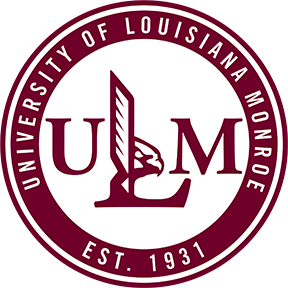 UNIVERSITY OF LOUISIANA MONROE
ULM
EST. 1931